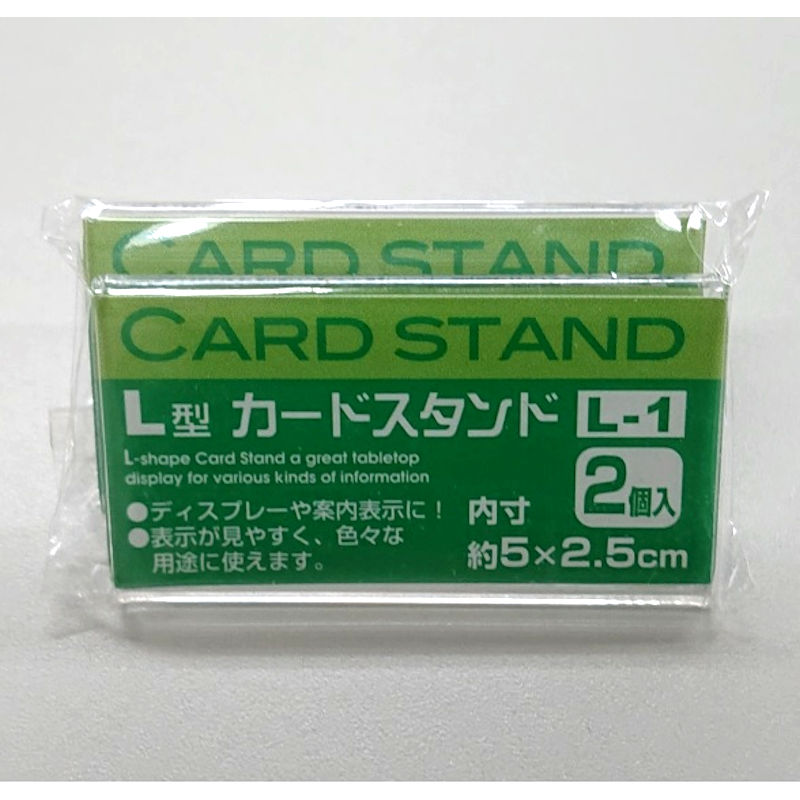 CARD STAND
CARD STAND
L型 カードスタンド L-1
L-shape Card Stand a great tabletop
display for various kinds of information
2個入
●ディスプレーや案内表示に!
●表示が見やすく、色々な
用途に使えます。
内寸
約5×2.5cm